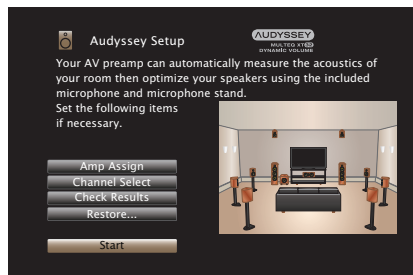 Audyssey Setup
AUDYSSEY
MULTEQ XT32
DYNAMIC VOLUME
Your AV preamp can automatically measure the acoustics of
your room then optimize your speakers using the included
microphone and microphone stand.
Set the following items
if necessary.
Amp Assign
Channel Select
Check Results
Restore...
Start